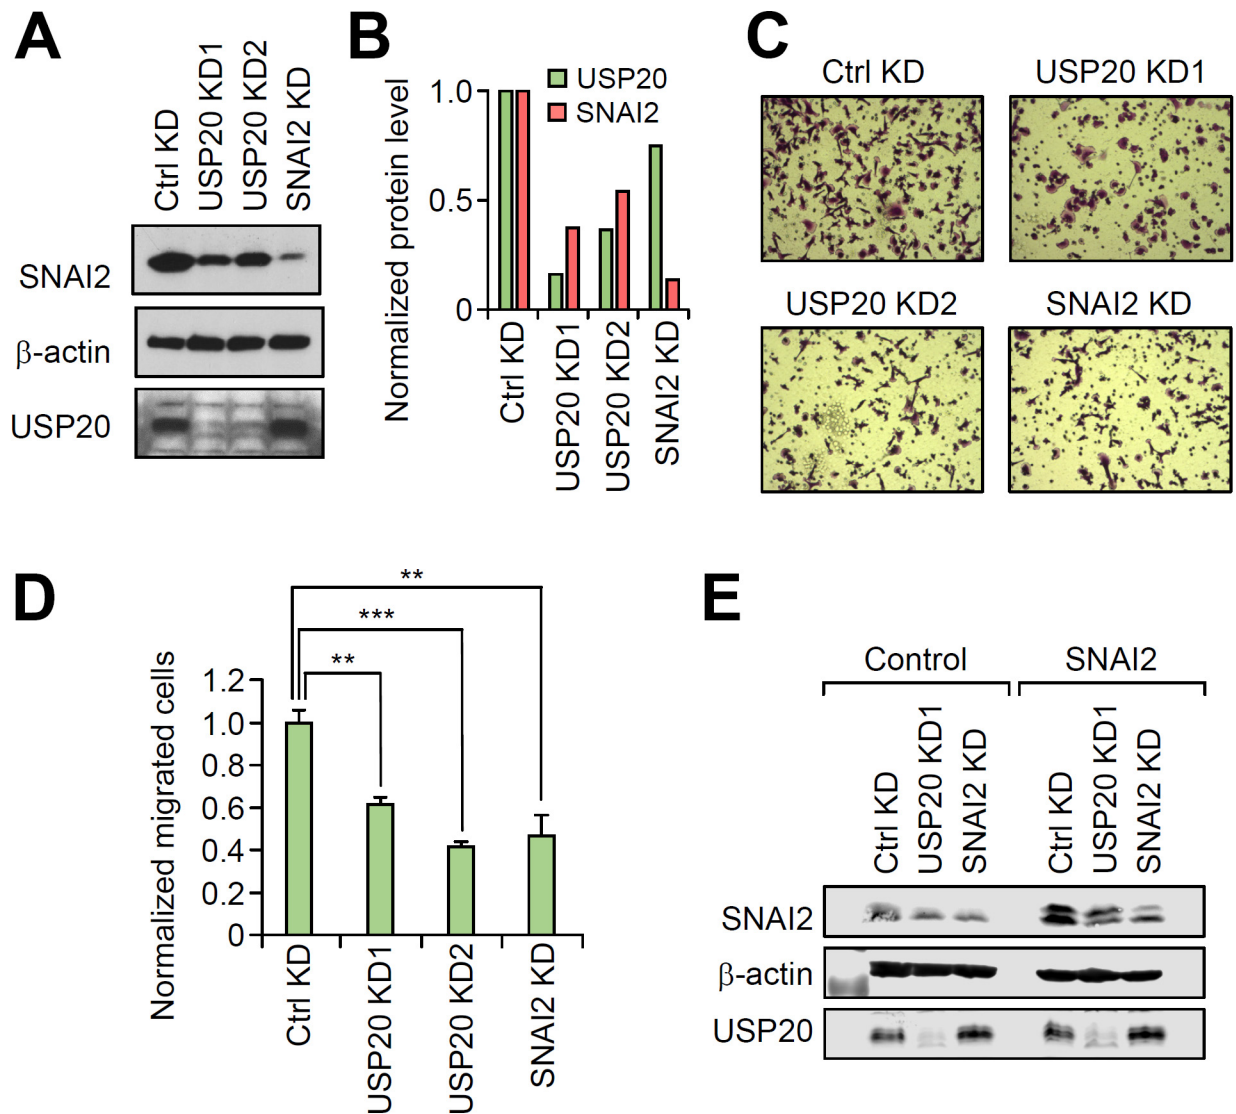 A
Ctrl KD
USP20 KD1
USP20 KD2
SNAI2 KD
SNAI2
β-actin
USP20
B
USP20
SNAI2
Normalized protein level
1.0
0.5
0
Ctrl KD
USP20 KD1
USP20 KD2
SNAI2 KD
C
Ctrl KD
USP20 KD1
USP20 KD2
SNAI2 KD
D
**
***
**
Normalized migrated cells
1.2
1.0
0.8
0.6
0.4
0.2
0
Ctrl KD
USP20 KD1
USP20 KD2
SNAI2 KD
E
Control
SNAI2
Ctrl KD
USP20 KD1
SNAI2 KD
Ctrl KD
USP20 KD1
SNAI2 KD
SNAI2
β-actin
USP20